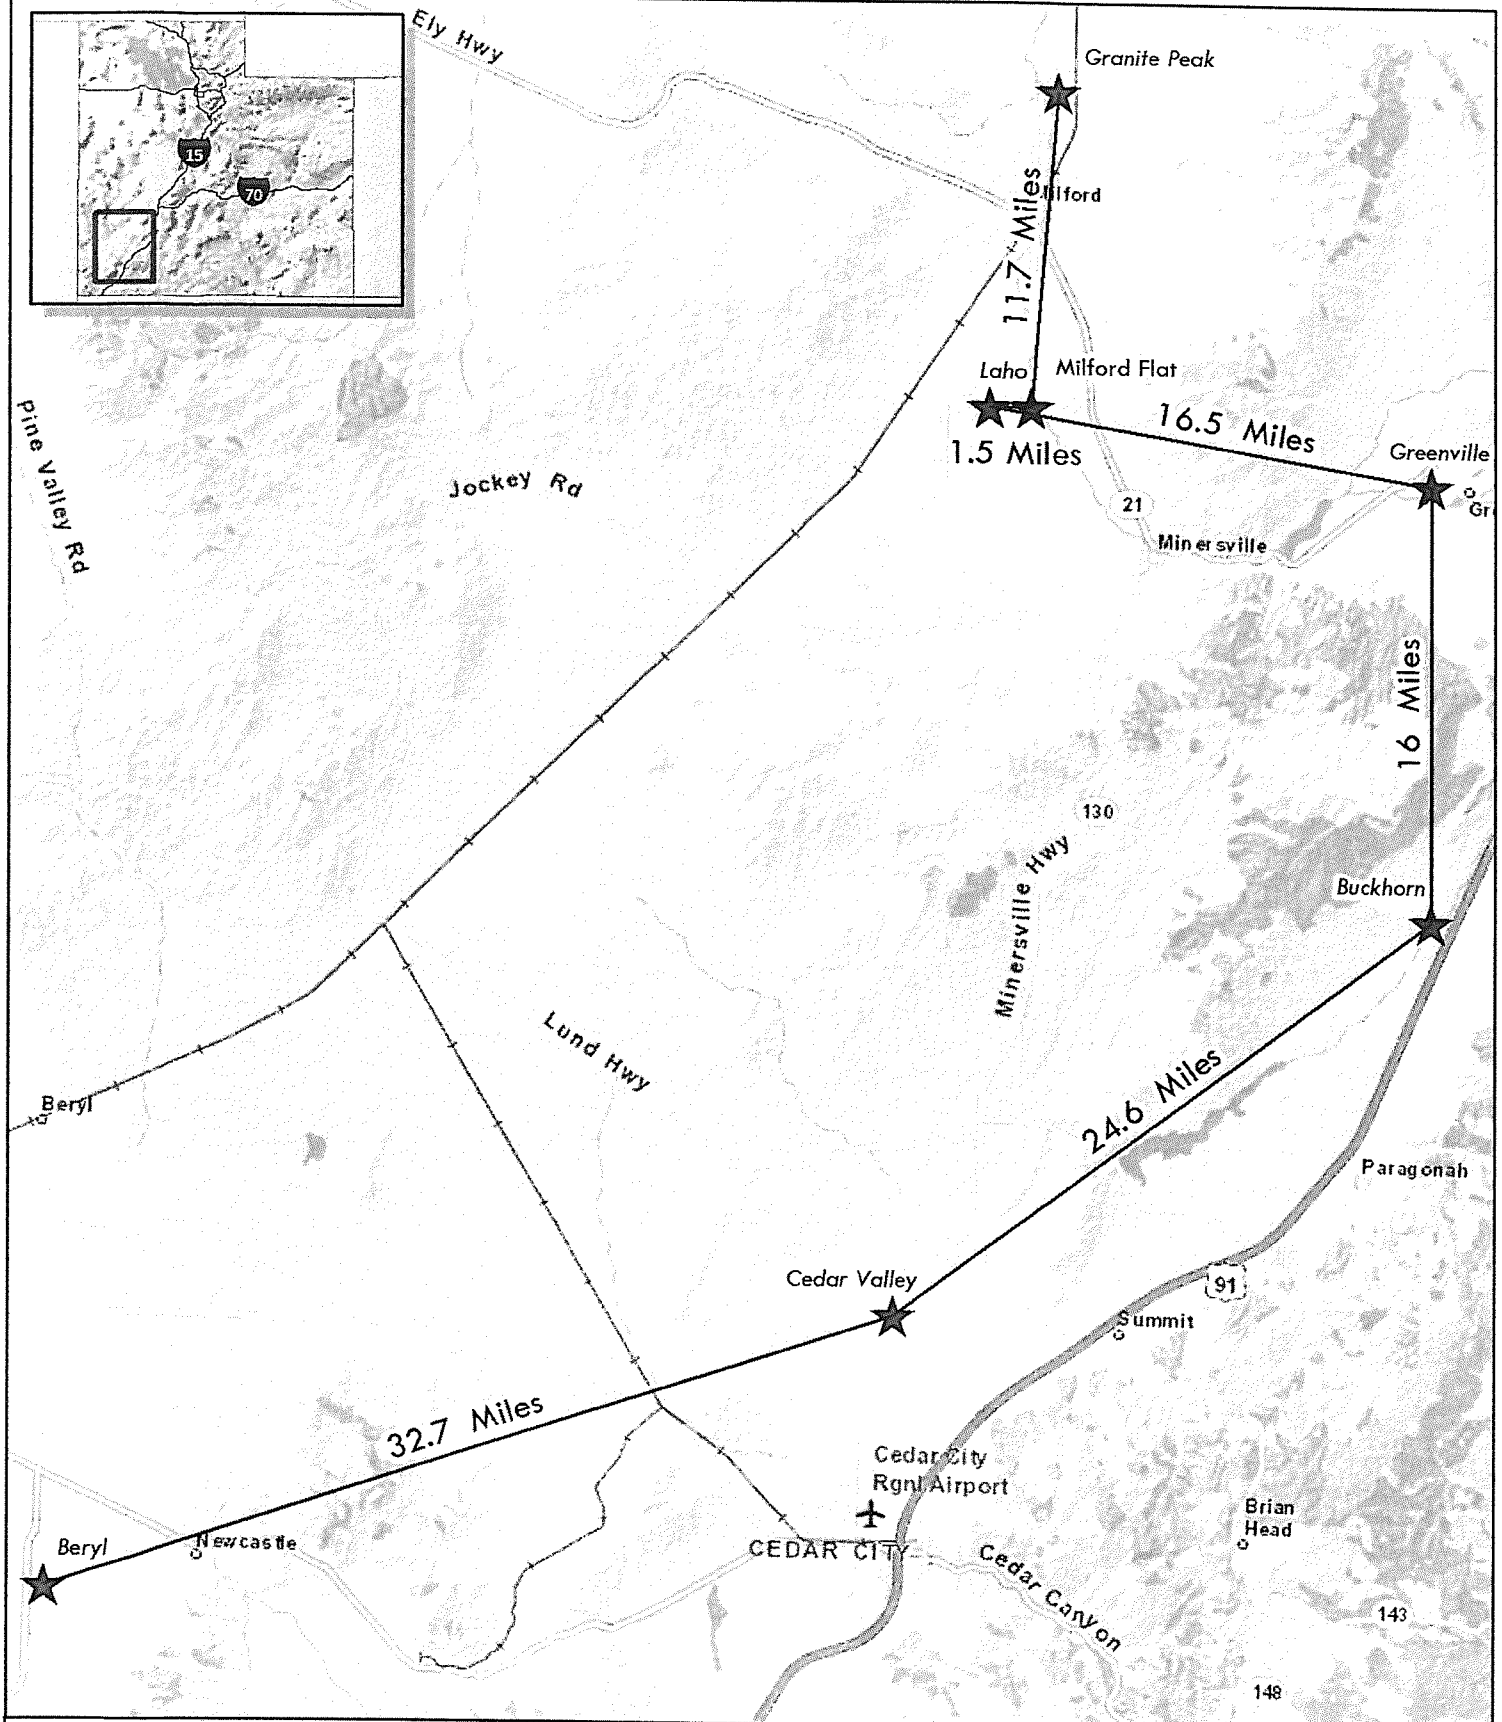 Ely Hwy
Granite Peak
15
70
ilford
11.7 Miles
Laho
Milford Flat
1.5 Miles
16.5 Miles
Greenville
Gr
Pine Valley Rd
Jockey Rd
21
Minersville
16 Miles
130
Minersville Hwy
Buckhorn
Lund Hwy
Beryl
24.6 Miles
Paragonah
Cedar Valley
91
Summit
32.7 Miles
Cedar City
Rgnl Airport
Brian
Head
Beryl
Newcastle
CEDAR CITY
Cedar Canyon
143
148